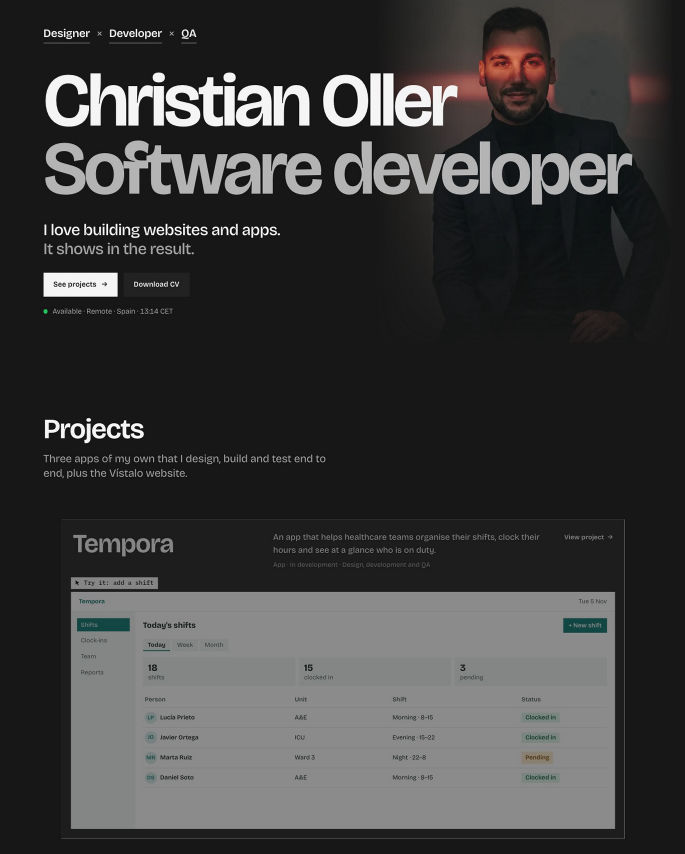 Designer × Developer × QA
Christian Oller
Software developer
I love building websites and apps.
It shows in the result.
See projects →
Download CV
Available · Remote · Spain · 13:14 CET
Projects
Three apps of my own that I design, build and test end to
end, plus the Vístalo website.
Tempora
An app that helps healthcare teams organise their shifts, clock their
hours and see at a glance who is on duty.
View project →
App · In development · Design, development and QA
Try it: add a shift
Tempora
Tue 5 Nov
Shifts
Clock-ins
Team
Reports
Today's shifts
+ New shift
Today Week Month
18
shifts
15
clocked in
3
pending
Person Unit Shift Status
LP Lucía Prieto A&E Morning · 8–15 Clocked in
JO Javier Ortega ICU Evening · 15–22 Clocked in
MR Marta Ruiz Ward 3 Night · 22–8 Pending
DS Daniel Soto A&E Morning · 8–15 Clocked in